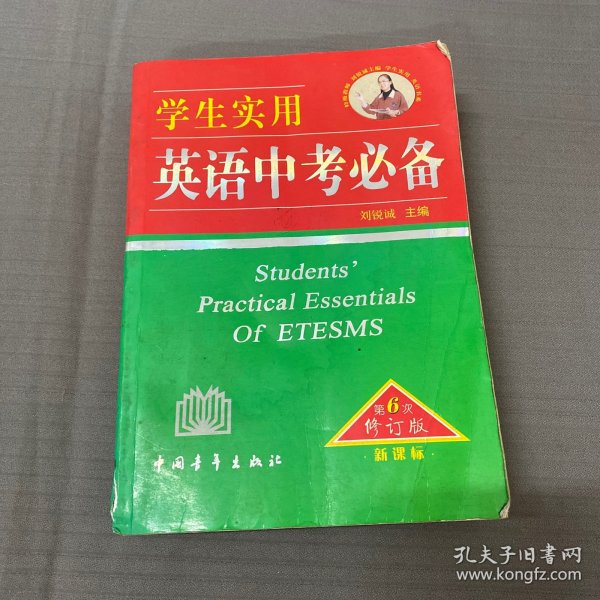 学生实用
英语中考必备
刘锐诚 主编
Students'
Practical Essentials
Of ETESMS
第6次
修订版
·新课标·
中国青年出版社
孔夫子旧书网
www.kongfz.com